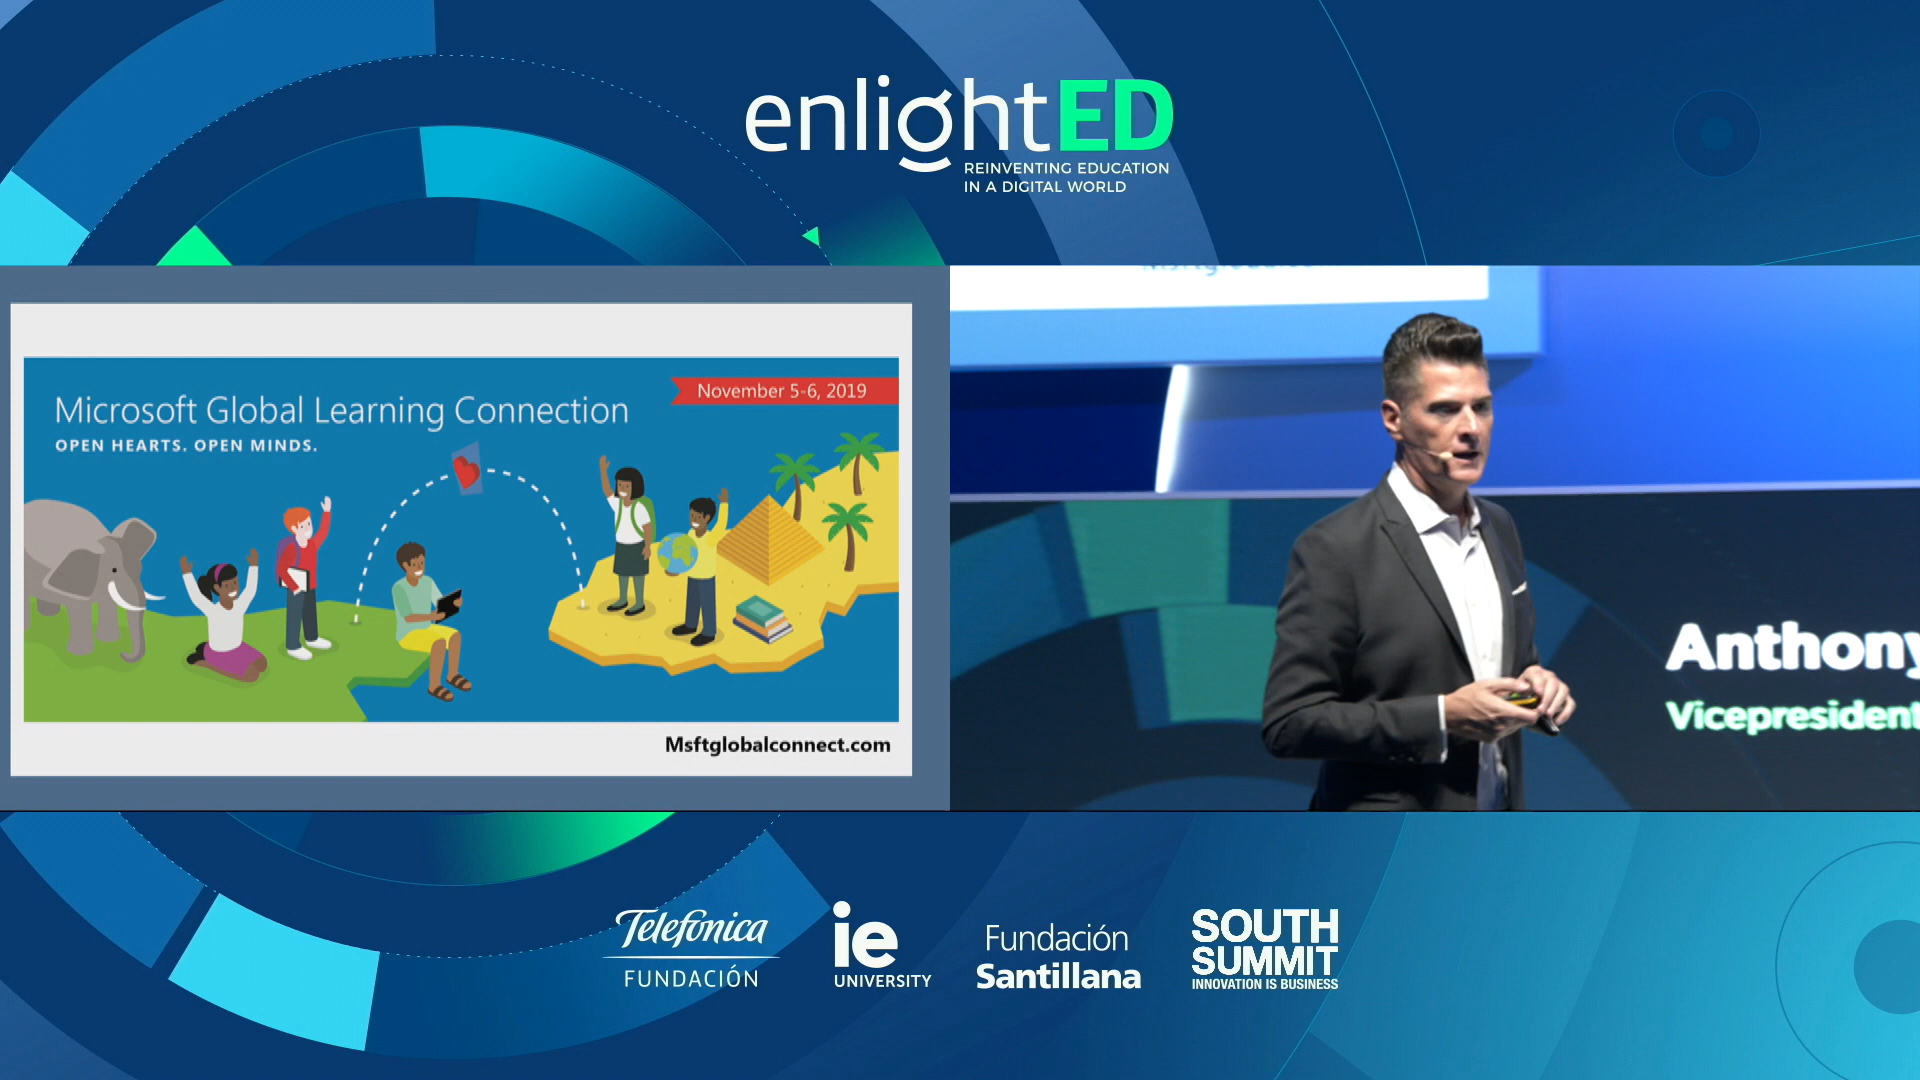 enlightED
REINVENTING EDUCATION
IN A DIGITAL WORLD
November 5-6, 2019
Microsoft Global Learning Connection
OPEN HEARTS. OPEN MINDS.
Msftglobalconnect.com
Anthony
Vicepresident
Telefónica
FUNDACIÓN
ie
UNIVERSITY
Fundación
Santillana
SOUTH
SUMMIT
INNOVATION IS BUSINESS